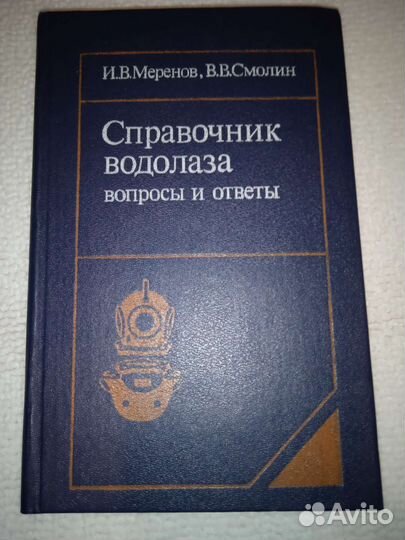 И.В.Меренов, В.В.Смолин
Справочник
водолаза
вопросы и ответы
Avito